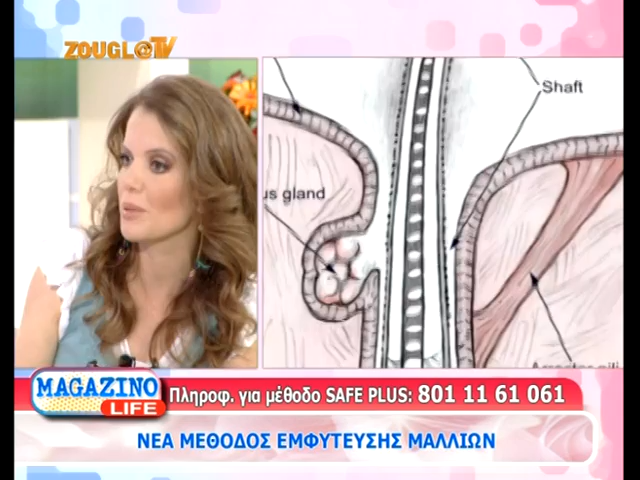 ZOUGL@TV
Shaft
us gland
MAGAZINO
LIFE
Πληροφ. για μέθοδο SAFE PLUS: 801 11 61 061
ΝΕΑ ΜΕΘΟΔΟΣ ΕΜΦΥΤΕΥΣΗΣ ΜΑΛΛΙΩΝ